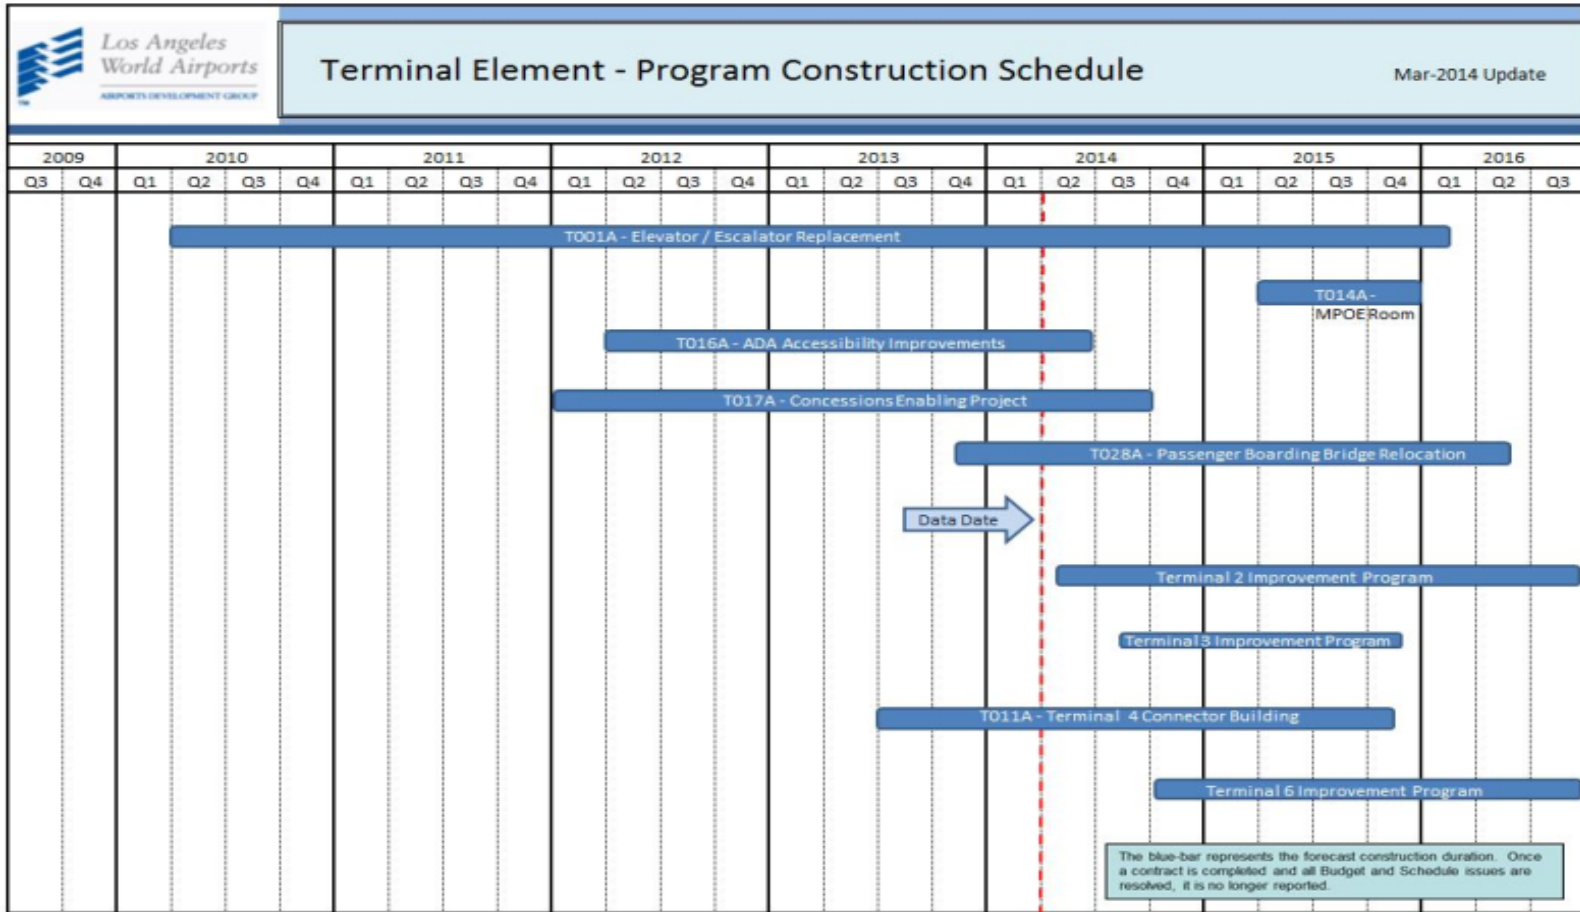 Los Angeles
World Airports
AIRPORTS DEVELOPMENT GROUP
TM
Terminal Element - Program Construction Schedule
Mar-2014 Update
2009 2010 2011 2012 2013 2014 2015 2016
Q3 Q4 Q1 Q2 Q3 Q4 Q1 Q2 Q3 Q4 Q1 Q2 Q3 Q4 Q1 Q2 Q3 Q4 Q1 Q2 Q3 Q4 Q1 Q2 Q3 Q4 Q1 Q2 Q3
T001A - Elevator / Escalator Replacement
T014A -
MPOE Room
T016A - ADA Accessibility Improvements
T017A - Concessions Enabling Project
T028A - Passenger Boarding Bridge Relocation
Data Date
Terminal 2 Improvement Program
Terminal 3 Improvement Program
T011A - Terminal 4 Connector Building
Terminal 6 Improvement Program
The blue-bar represents the forecast construction duration. Once
a contract is completed and all Budget and Schedule issues are
resolved, it is no longer reported.